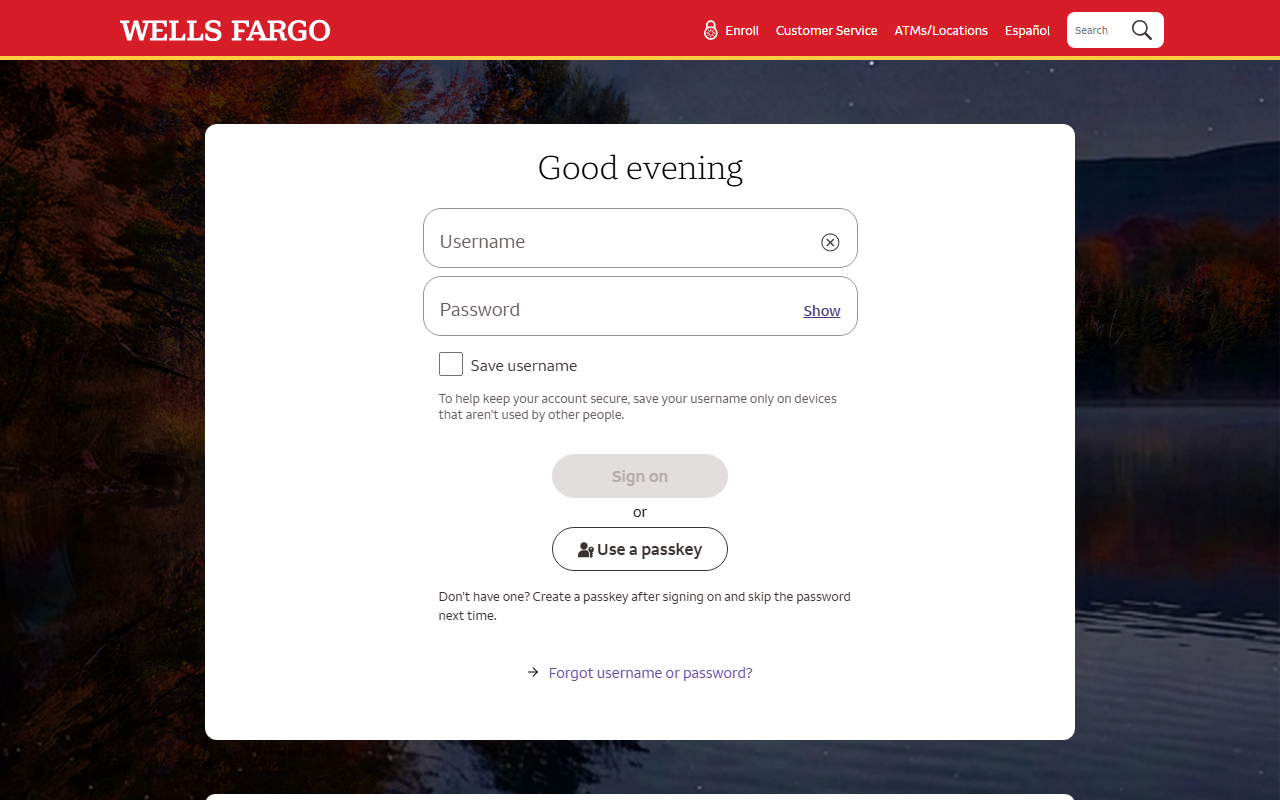 WELLS FARGO
Enroll
Customer Service
ATMs/Locations
Español
Search
Good evening
Username
Password
Show
Save username
To help keep your account secure, save your username only on devices
that aren't used by other people.
Sign on
or
Use a passkey
Don't have one? Create a passkey after signing on and skip the password
next time.
Forgot username or password?